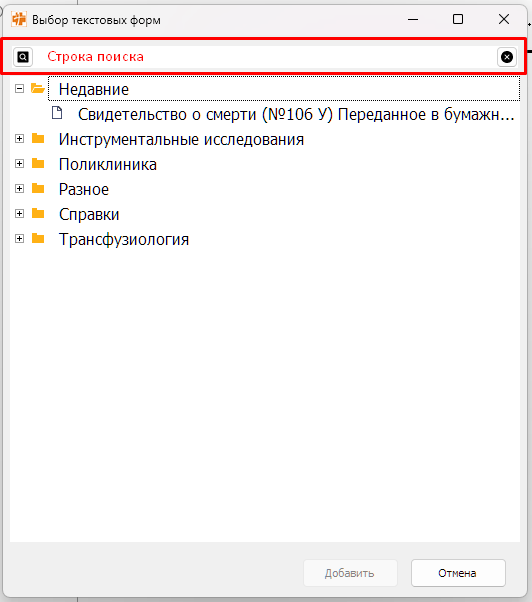 Выбор текстовых форм
Строка поиска
Недавние
Свидетельство о смерти (№106 У) Переданное в бумажн...
Инструментальные исследования
Поликлиника
Разное
Справки
Трансфузиология
Добавить
Отмена